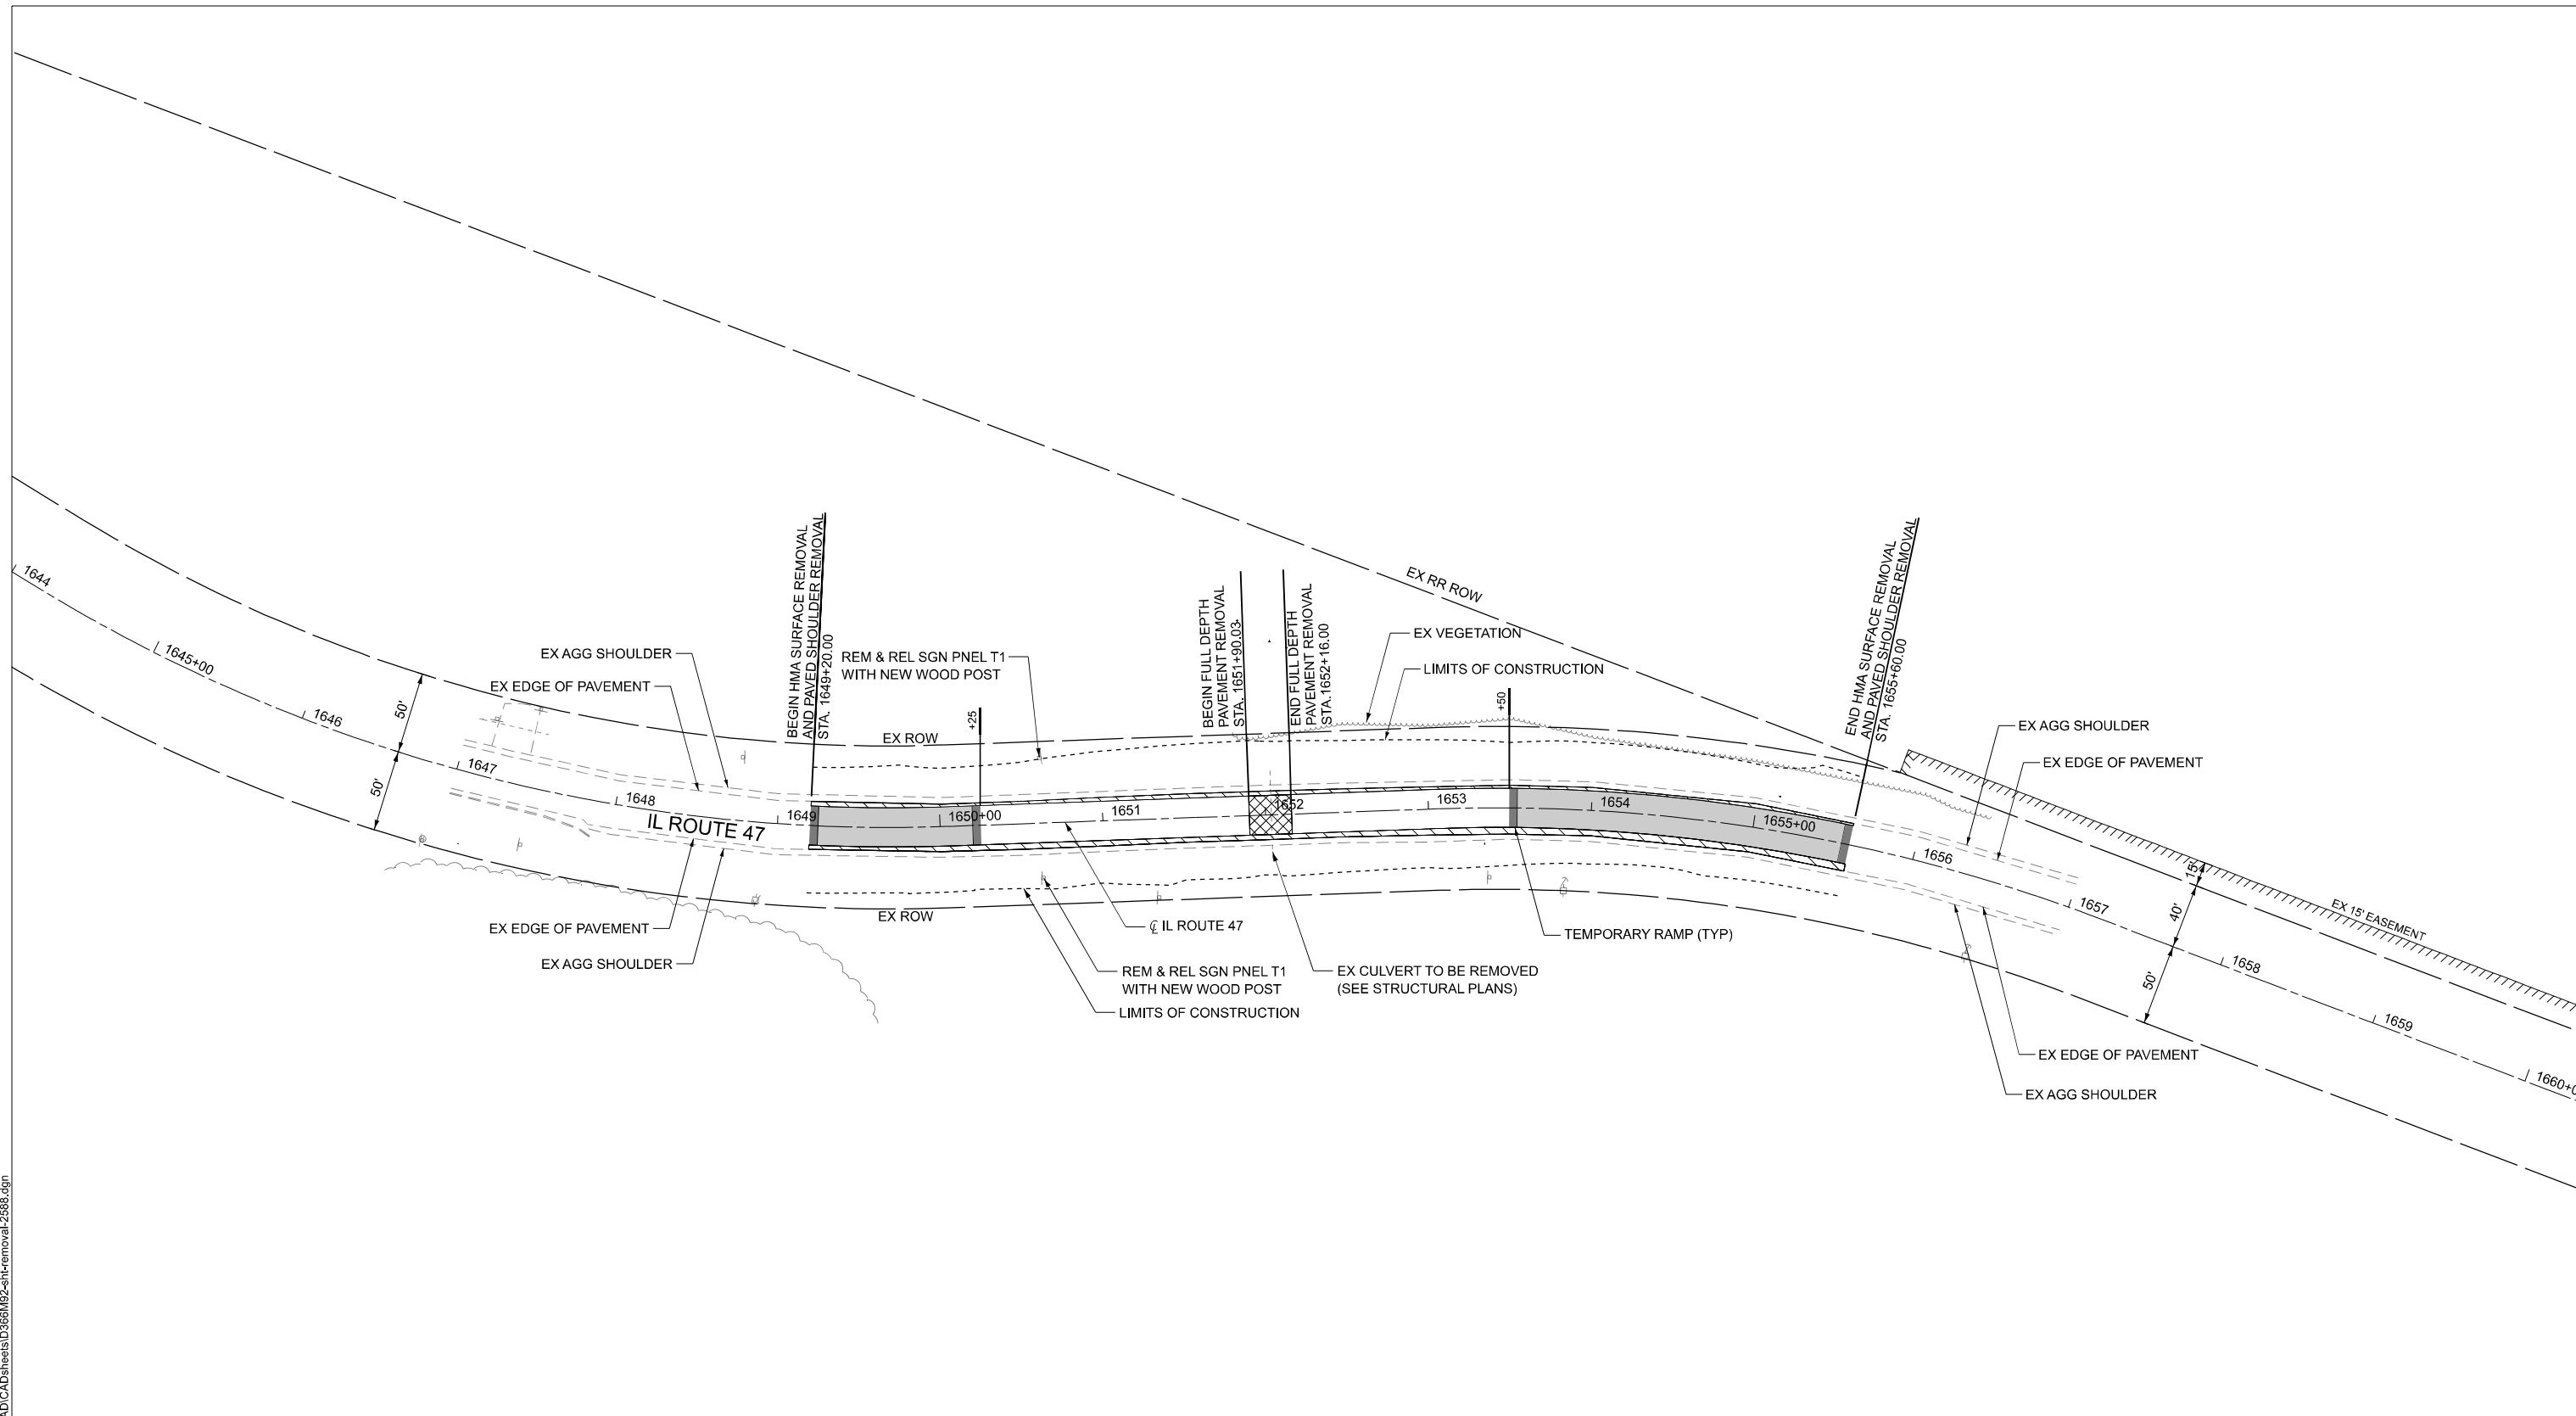 EX RR ROW
BEGIN HMA SURFACE REMOVAL
AND PAVED SHOULDER REMOVAL
STA. 1649+20.00
END HMA SURFACE REMOVAL
AND PAVED SHOULDER REMOVAL
STA. 1655+60.00
BEGIN FULL DEPTH
PAVEMENT REMOVAL
STA. 1651+90.03
END FULL DEPTH
PAVEMENT REMOVAL
STA.1652+16.00
EX VEGETATION
LIMITS OF CONSTRUCTION
EX AGG SHOULDER
EX EDGE OF PAVEMENT
REM & REL SGN PNEL T1
WITH NEW WOOD POST
+25
+50
EX ROW
EX AGG SHOULDER
EX EDGE OF PAVEMENT
1644
1645+00
1646
1647
1648
1649
1650+00
1651
1652
1653
1654
1655+00
1656
1657
1658
1659
1660+0
50'
50'
IL ROUTE 47
15'
40'
50'
EX 15' EASEMENT
EX ROW
EX EDGE OF PAVEMENT
EX AGG SHOULDER
℄ IL ROUTE 47
TEMPORARY RAMP (TYP)
REM & REL SGN PNEL T1
WITH NEW WOOD POST
LIMITS OF CONSTRUCTION
EX CULVERT TO BE REMOVED
(SEE STRUCTURAL PLANS)
EX EDGE OF PAVEMENT
EX AGG SHOULDER
AD\CADsheets\D366M92-sht-removal-2588.dgn